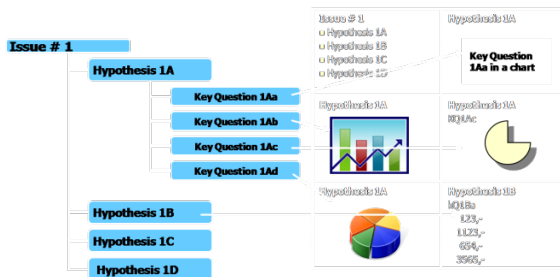 Issue # 1
Hypothesis 1A
Key Question 1Aa
Key Question 1Ab
Key Question 1Ac
Key Question 1Ad
Hypothesis 1B
Hypothesis 1C
Hypothesis 1D
Issue # 1
Hypothesis 1A
Hypothesis 1B
Hypothesis 1C
Hypothesis 1D
Hypothesis 1A
Key Question
1Aa in a chart
Hypothesis 1A
Hypothesis 1A
KQ1Ac
Hypothesis 1A
Hypothesis 1B
KQ1Ba
123,-
1123,-
654,-
3565,-